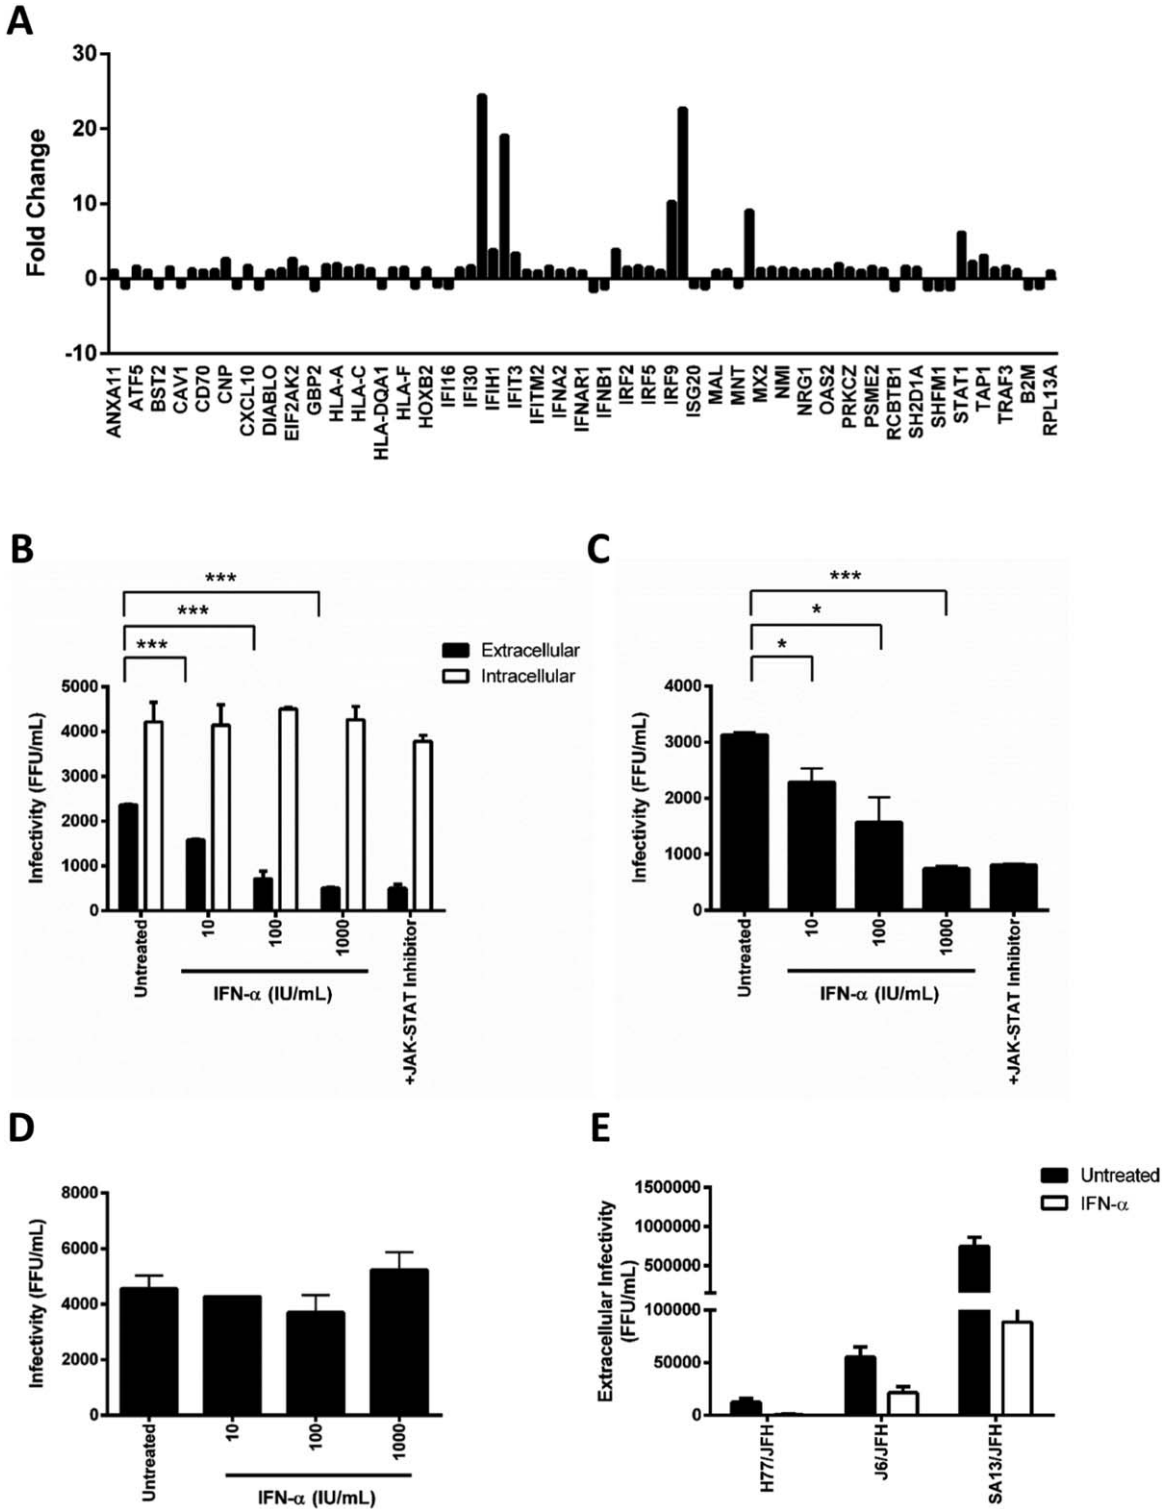 A
Fold Change
30
20
10
0
-10
ANXA11
ATF5
BST2
CAV1
CD70
CNP
CXCL10
DIABLO
EIF2AK2
GBP2
HLA-A
HLA-C
HLA-DQA1
HLA-F
HOXB2
IFI16
IFI30
IFIH1
IFIT3
IFITM2
IFNA2
IFNAR1
IFNB1
IRF2
IRF5
IRF9
ISG20
MAL
MNT
MX2
NMI
NRG1
OAS2
PRKCZ
PSME2
RCBTB1
SH2D1A
SHFM1
STAT1
TAP1
TRAF3
B2M
RPL13A
B
***
***
***
Extracellular
Intracellular
Infectivity (FFU/mL)
5000
4000
3000
2000
1000
0
Untreated
10
100
1000
+JAK-STAT Inhibitor
IFN-α (IU/mL)
C
***
*
*
Infectivity (FFU/mL)
4000
3000
2000
1000
0
Untreated
10
100
1000
+JAK-STAT Inhibitor
IFN-α (IU/mL)
D
Infectivity (FFU/mL)
8000
6000
4000
2000
0
Untreated
10
100
1000
IFN-α (IU/mL)
E
Untreated
IFN-α
Extracellular Infectivity
(FFU/mL)
1500000
1000000
500000
100000
50000
0
H77/JFH
J6/JFH
SA13/JFH